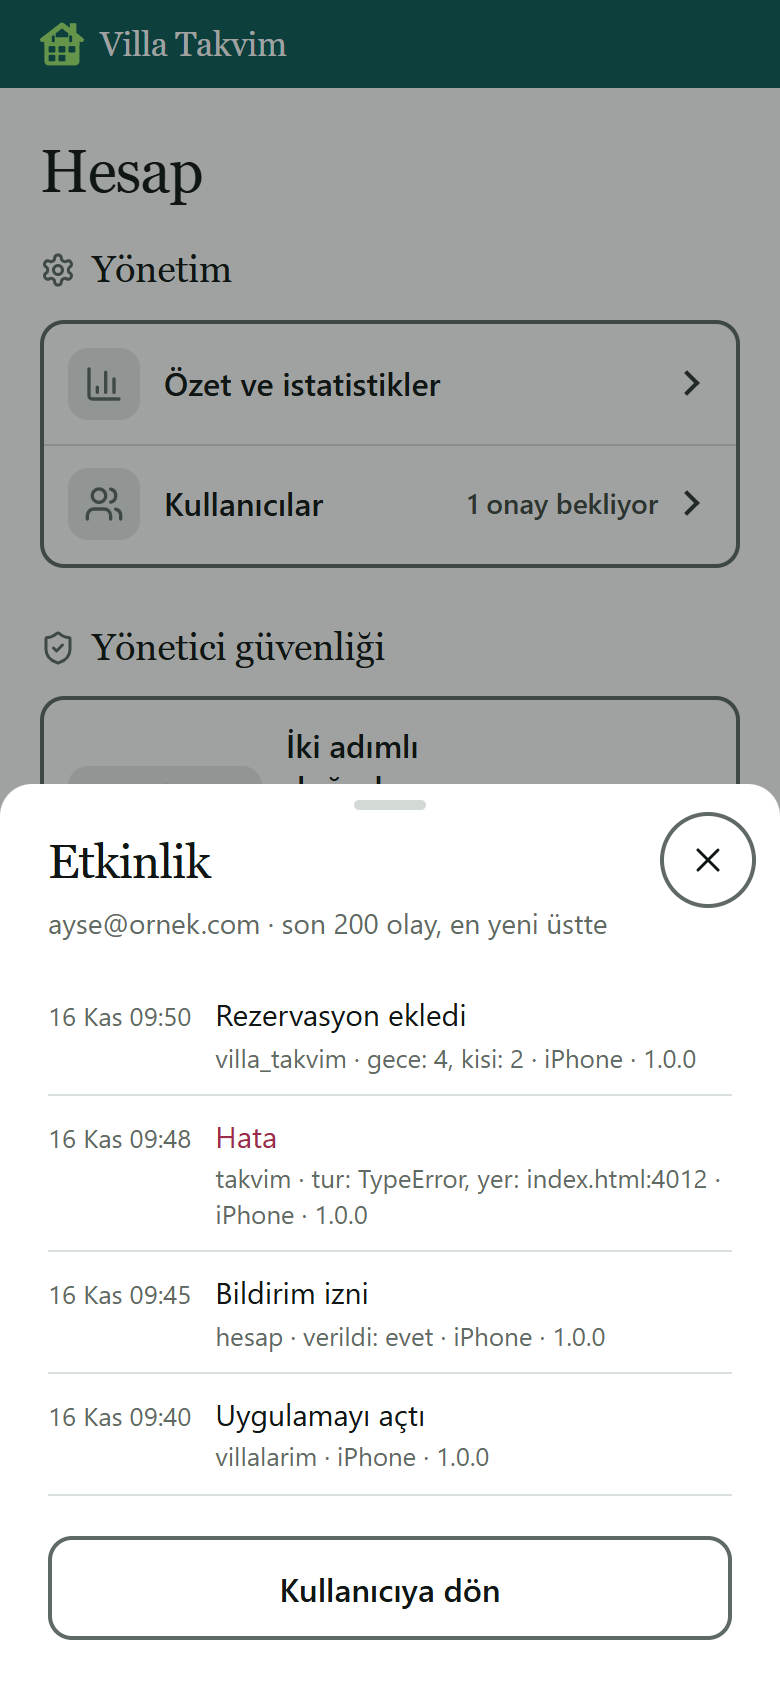 Villa Takvim
Hesap
Yönetim
Özet ve istatistikler
Kullanıcılar
1 onay bekliyor
Yönetici güvenliği
İki adımlı
Etkinlik
ayse@ornek.com · son 200 olay, en yeni üstte
16 Kas 09:50
Rezervasyon ekledi
villa_takvim · gece: 4, kisi: 2 · iPhone · 1.0.0
16 Kas 09:48
Hata
takvim · tur: TypeError, yer: index.html:4012 ·
iPhone · 1.0.0
16 Kas 09:45
Bildirim izni
hesap · verildi: evet · iPhone · 1.0.0
16 Kas 09:40
Uygulamayı açtı
villalarim · iPhone · 1.0.0
Kullanıcıya dön